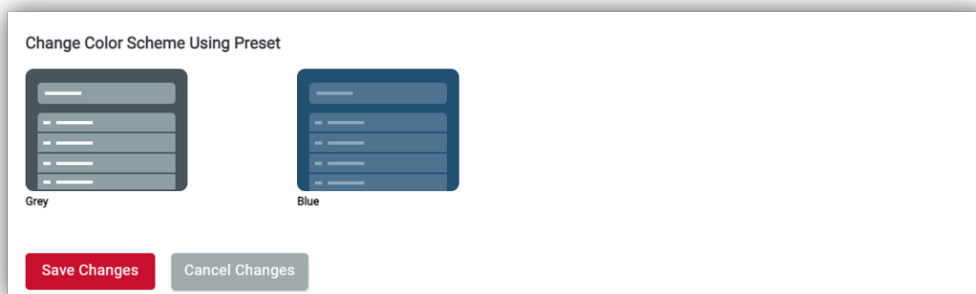 Change Color Scheme Using Preset
Grey
Blue
Save Changes
Cancel Changes